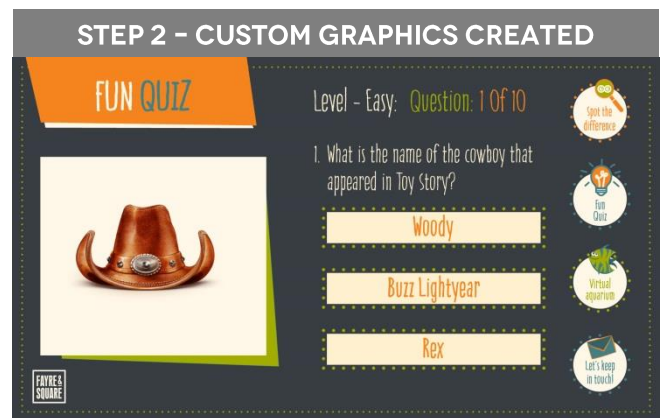 STEP 2 – CUSTOM GRAPHICS CREATED
FUN QUIZ
Level - Easy: Question: 1 Of 10
1. What is the name of the cowboy that
appeared in Toy Story?
Woody
Buzz Lightyear
Rex
Spot the
difference
Fun
Quiz
Virtual
aquarium
Let's keep
in touch!
FAYRE &
SQUARE